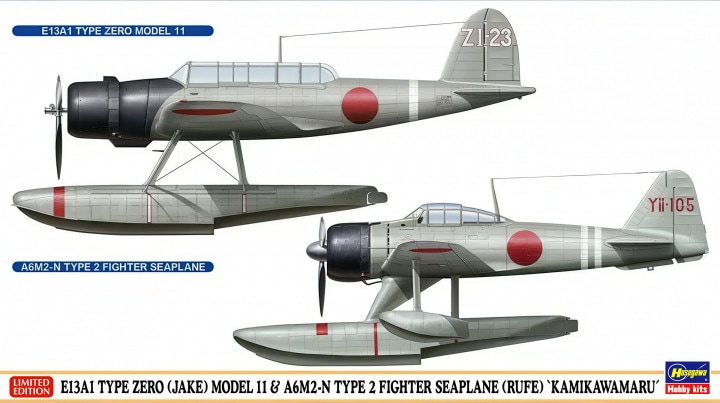 E13A1 TYPE ZERO MODEL 11
Z1-23
Yii-105
A6M2-N TYPE 2 FIGHTER SEAPLANE
LIMITED
EDITION
E13A1 TYPE ZERO (JAKE) MODEL 11 & A6M2-N TYPE 2 FIGHTER SEAPLANE (RUFE) `KAMIKAWAMARU´
Hasegawa
Hobby kits